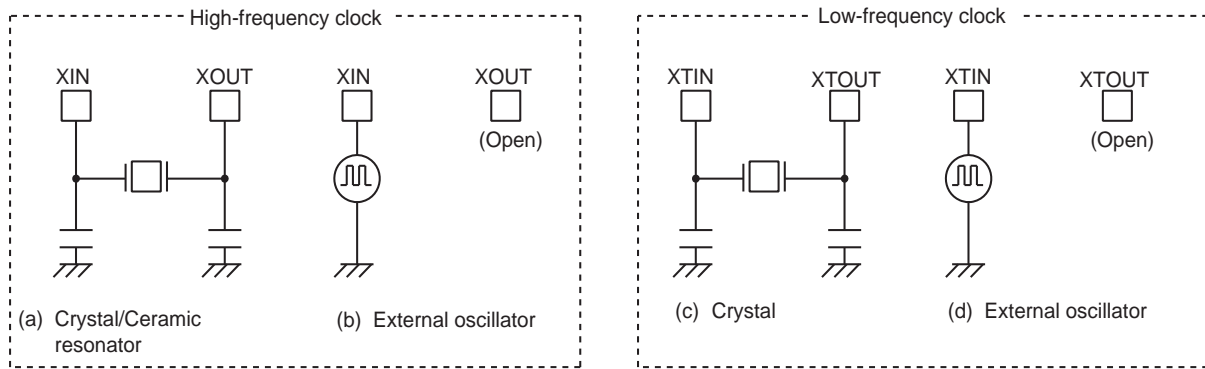 High-frequency clock
XIN
XOUT
XIN
XOUT
(Open)
(a) Crystal/Ceramic
resonator
(b) External oscillator
Low-frequency clock
XTIN
XTOUT
XTIN
XTOUT
(Open)
(c) Crystal
(d) External oscillator